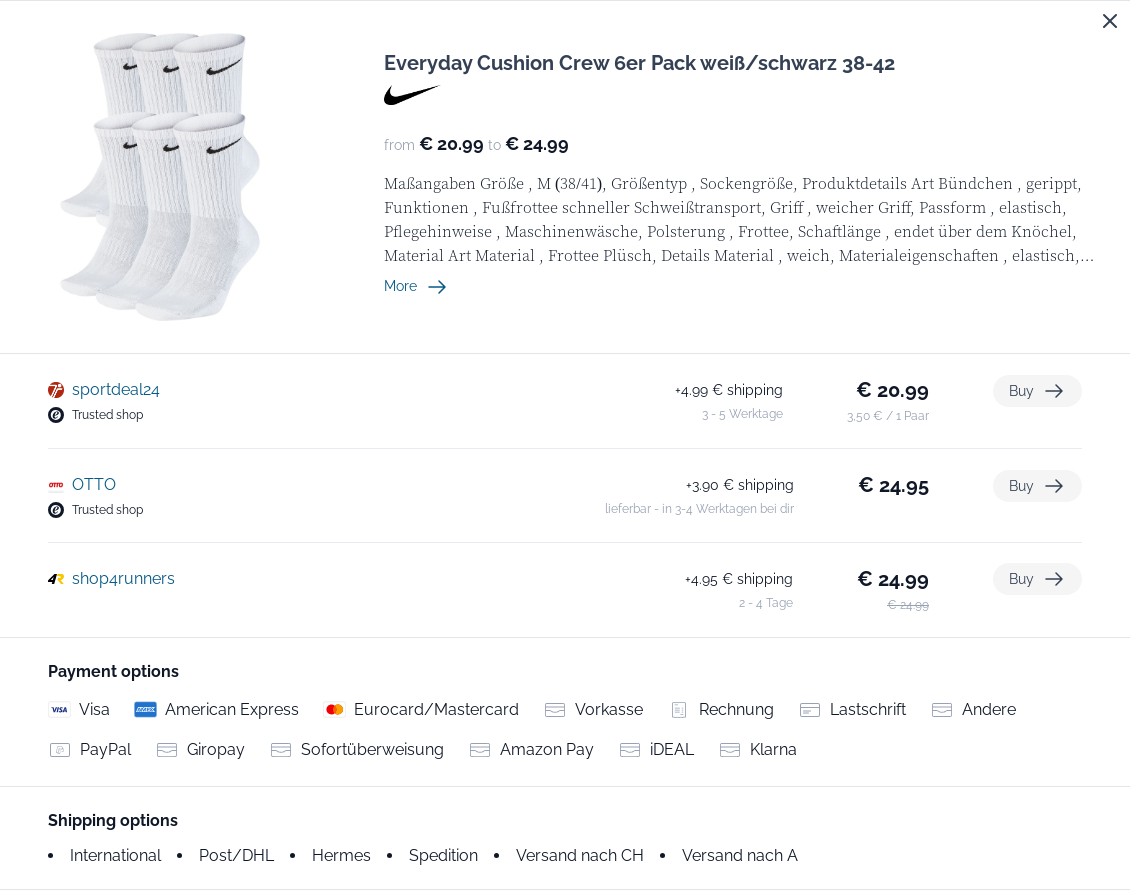 Everyday Cushion Crew 6er Pack weiß/schwarz 38-42
from € 20.99 to € 24.99
Maßangaben Größe , M (38/41), Größentyp , Sockengröße, Produktdetails Art Bündchen , gerippt,
Funktionen , Fußfrottee schneller Schweißtransport, Griff , weicher Griff, Passform , elastisch,
Pflegehinweise , Maschinenwäsche, Polsterung , Frottee, Schaftlänge , endet über dem Knöchel,
Material Art Material , Frottee Plüsch, Details Material , weich, Materialeigenschaften , elastisch,...
More
sportdeal24 +4.99 € shipping € 20.99 Buy
Trusted shop 3 - 5 Werktage 3,50 € / 1 Paar
OTTO OTTO +3.90 € shipping € 24.95 Buy
Trusted shop lieferbar - in 3-4 Werktagen bei dir
4R shop4runners +4.95 € shipping € 24.99 Buy
2 - 4 Tage € 24.99
Payment options
VISA Visa AMEX American Express Eurocard/Mastercard Vorkasse Rechnung Lastschrift Andere
PayPal Giropay Sofortüberweisung Amazon Pay iDEAL Klarna
Shipping options
• International • Post/DHL • Hermes • Spedition • Versand nach CH • Versand nach A